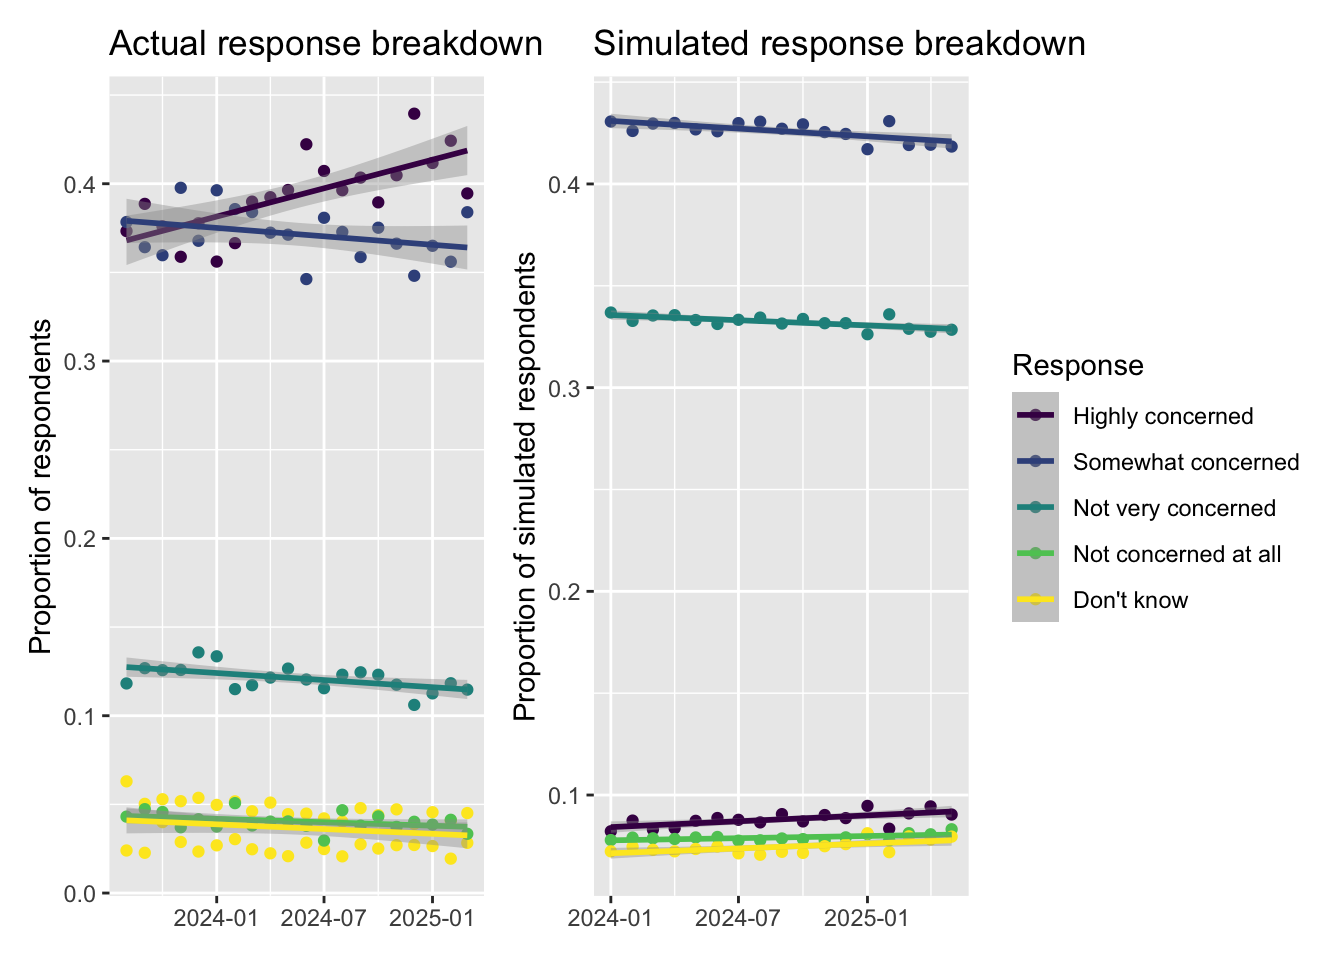 Actual response breakdown
Proportion of respondents
0.4
0.3
0.2
0.1
0.0
2024-01 2024-07 2025-01
Simulated response breakdown
Proportion of simulated respondents
0.4
0.3
0.2
0.1
2024-01 2024-07 2025-01
Response
Highly concerned
Somewhat concerned
Not very concerned
Not concerned at all
Don't know